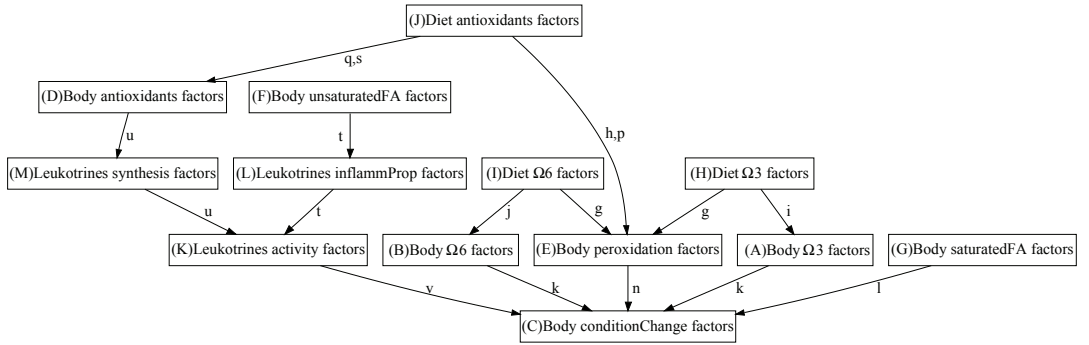 (J)Diet antioxidants factors
q,s
(D)Body antioxidants factors
(F)Body unsaturatedFA factors
u
t
h,p
(M)Leukotrines synthesis factors
(L)Leukotrines inflammProp factors
(I)Diet Ω6 factors
(H)Diet Ω3 factors
u
t
j
g
g
i
(K)Leukotrines activity factors
(B)Body Ω6 factors
(E)Body peroxidation factors
(A)Body Ω3 factors
(G)Body saturatedFA factors
v
k
n
k
l
(C)Body conditionChange factors